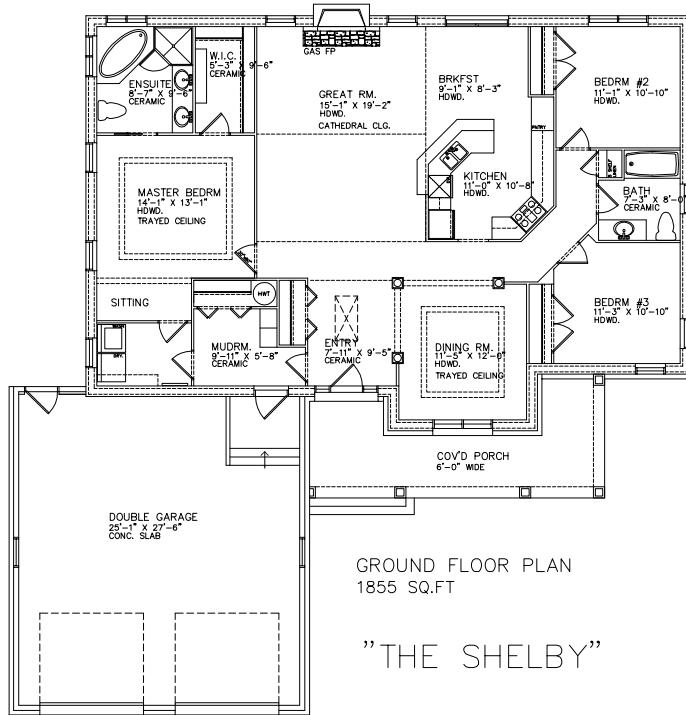 GAS FP
W.I.C.
5'-3" X 9'-6"
CERAMIC
ENSUITE
8'-7" X 9'-6"
CERAMIC
GREAT RM.
15'-1" X 19'-2"
HDWD.
CATHEDRAL CLG.
BRKFST
9'-1" X 8'-3"
HDWD.
BEDRM #2
11'-1" X 10'-10"
HDWD.
PNTRY
KITCHEN
11'-0" X 10'-8"
HDWD.
BATH
7'-3" X 8'-0"
CERAMIC
MASTER BEDRM
14'-1" X 13'-1"
HDWD.
TRAYED CEILING
SITTING
HWT
MUDRM.
9'-11" X 5'-8"
CERAMIC
ENTRY
7'-11" X 9'-5"
CERAMIC
DINING RM.
11'-5" X 12'-0"
HDWD.
TRAYED CEILING
BEDRM #3
11'-3" X 10'-10"
HDWD.
WASH
DRY.
COV'D PORCH
6'-0" WIDE
DOUBLE GARAGE
25'-1" X 27'-6"
CONC. SLAB
GROUND FLOOR PLAN
1855 SQ.FT
"THE SHELBY"